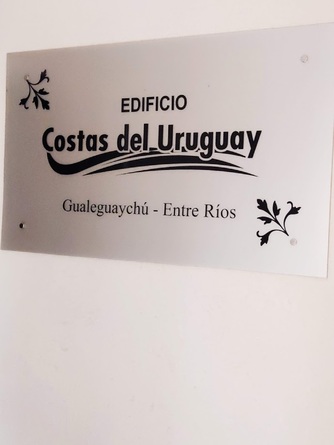 EDIFICIO
Costas del Uruguay
Gualeguaychú - Entre Ríos